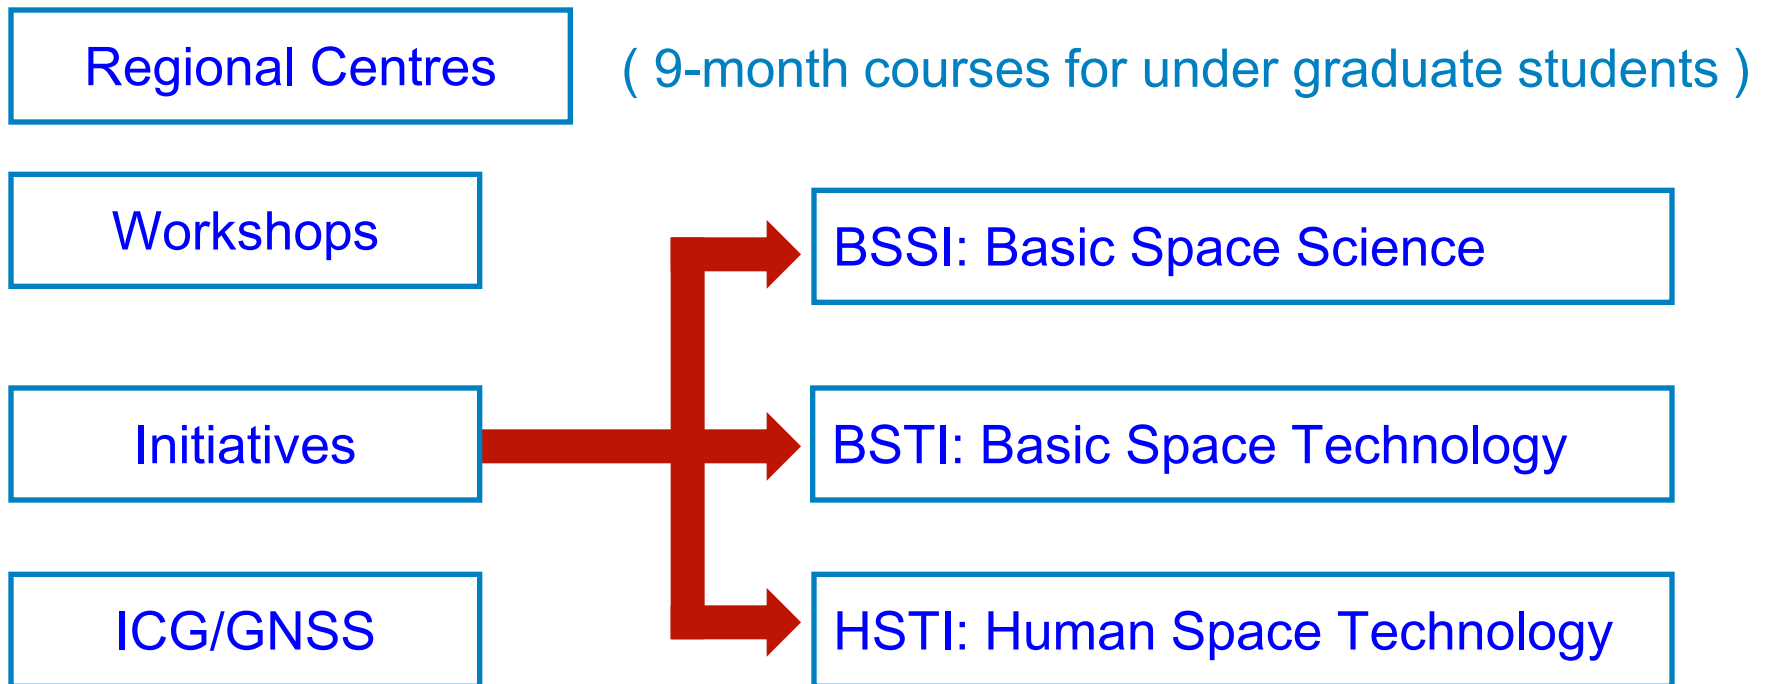 Regional Centres ( 9-month courses for under graduate students )
Workshops
BSSI: Basic Space Science
Initiatives
BSTI: Basic Space Technology
ICG/GNSS
HSTI: Human Space Technology